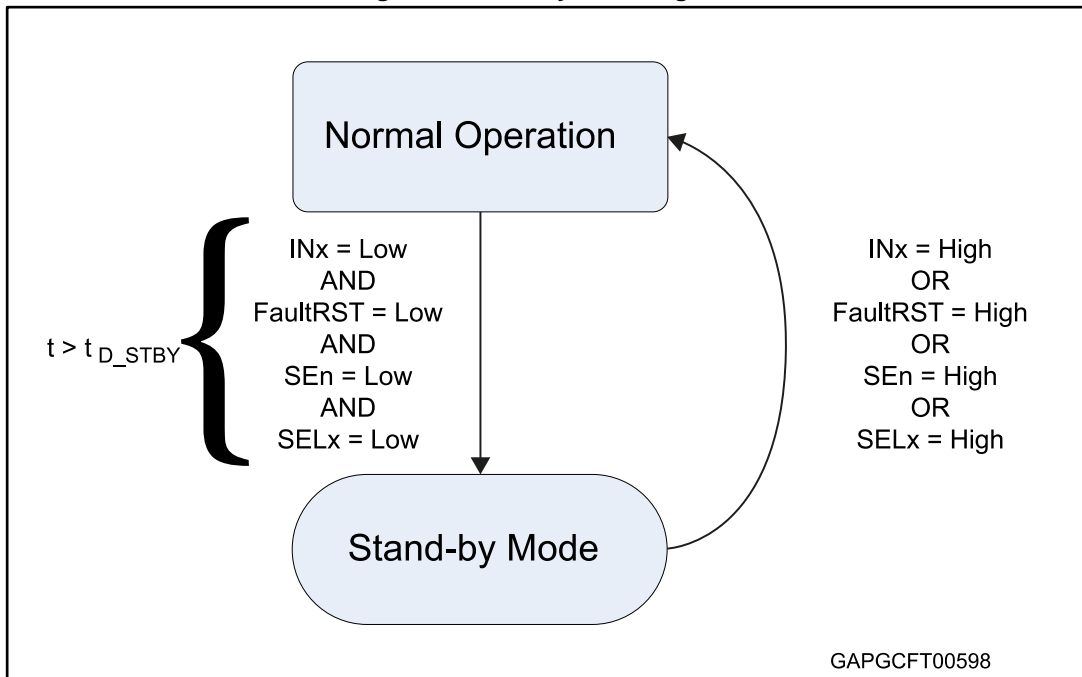 Normal Operation
INx = Low
AND
FaultRST = Low
AND
SEn = Low
AND
SELx = Low
t > t D_STBY
INx = High
OR
FaultRST = High
OR
SEn = High
OR
SELx = High
Stand-by Mode
GAPGCFT00598